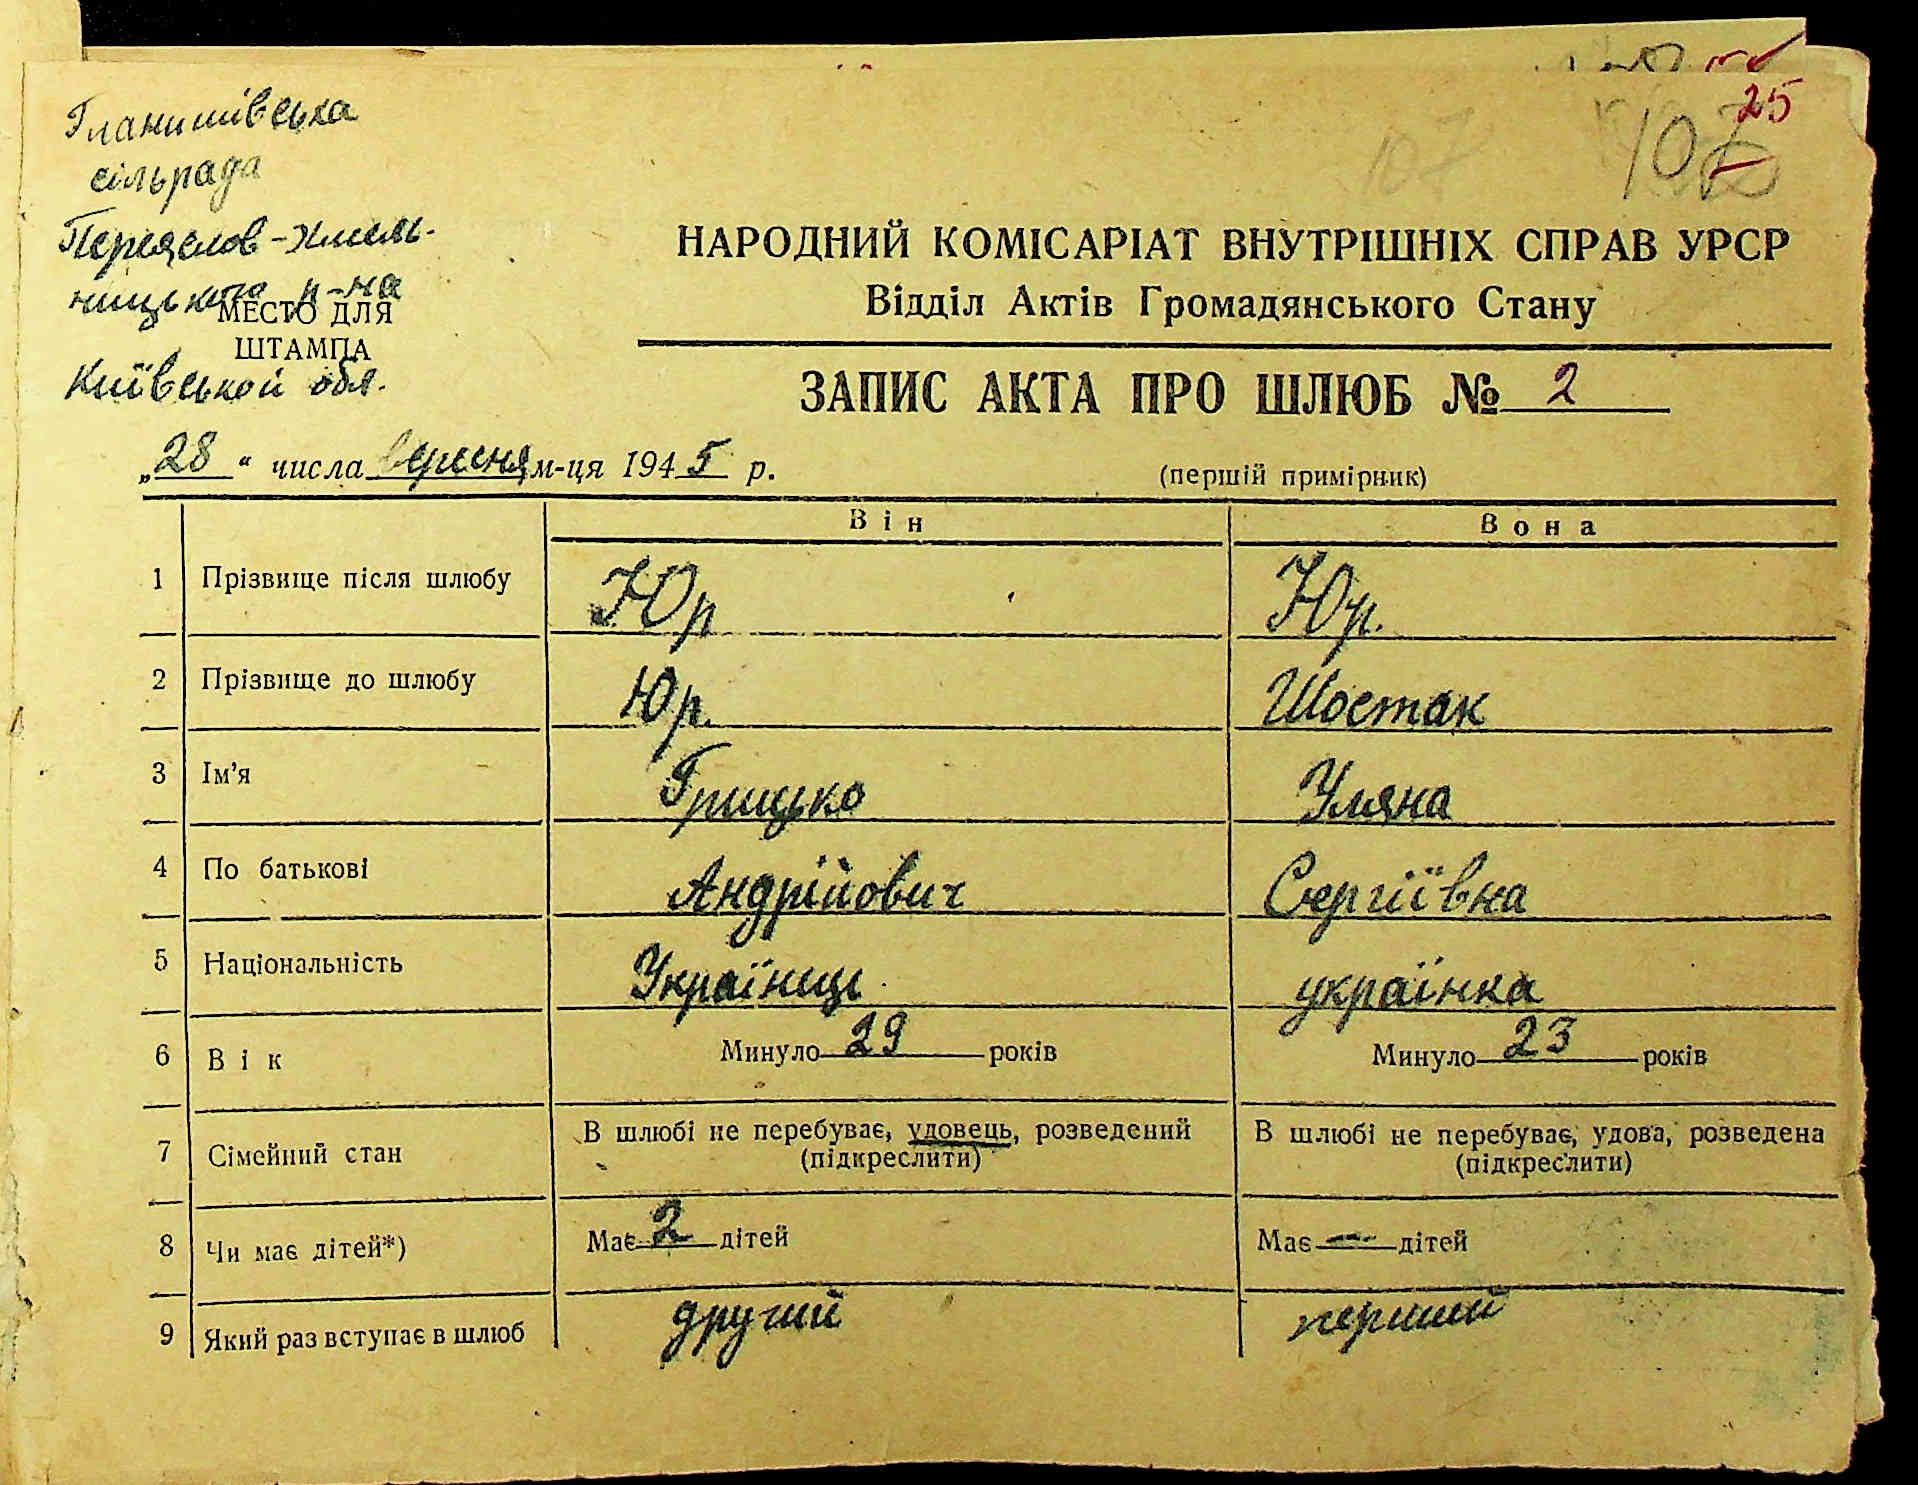 25
107
107
Гланишівська
сільрада
Переяслов-Хмель-
ницького р-на
МЕСТО ДЛЯ
ШТАМПА
Київської обл.
НАРОДНИЙ КОМІСАРІАТ ВНУТРІШНІХ СПРАВ УРСР
Відділ Актів Громадянського Стану
ЗАПИС АКТА ПРО ШЛЮБ № 2
„28“ числа вересня м-ця 1945 р.
(перший примірник)
Він Вона
1 Прізвище після шлюбу Юр Юр.
2 Прізвище до шлюбу Юр. Шостак
3 Ім'я Грицько Уляна
4 По батькові Андрійович Сергіївна
5 Національність Українець українка
6 Вік Минуло 29 років Минуло 23 років
7 Сімейний стан В шлюбі не перебуває, удовець, розведений В шлюбі не перебуває, удова, розведена
(підкреслити) (підкреслити)
8 Чи має дітей*) Має 2 дітей Має — дітей
9 Який раз вступає в шлюб другий перший